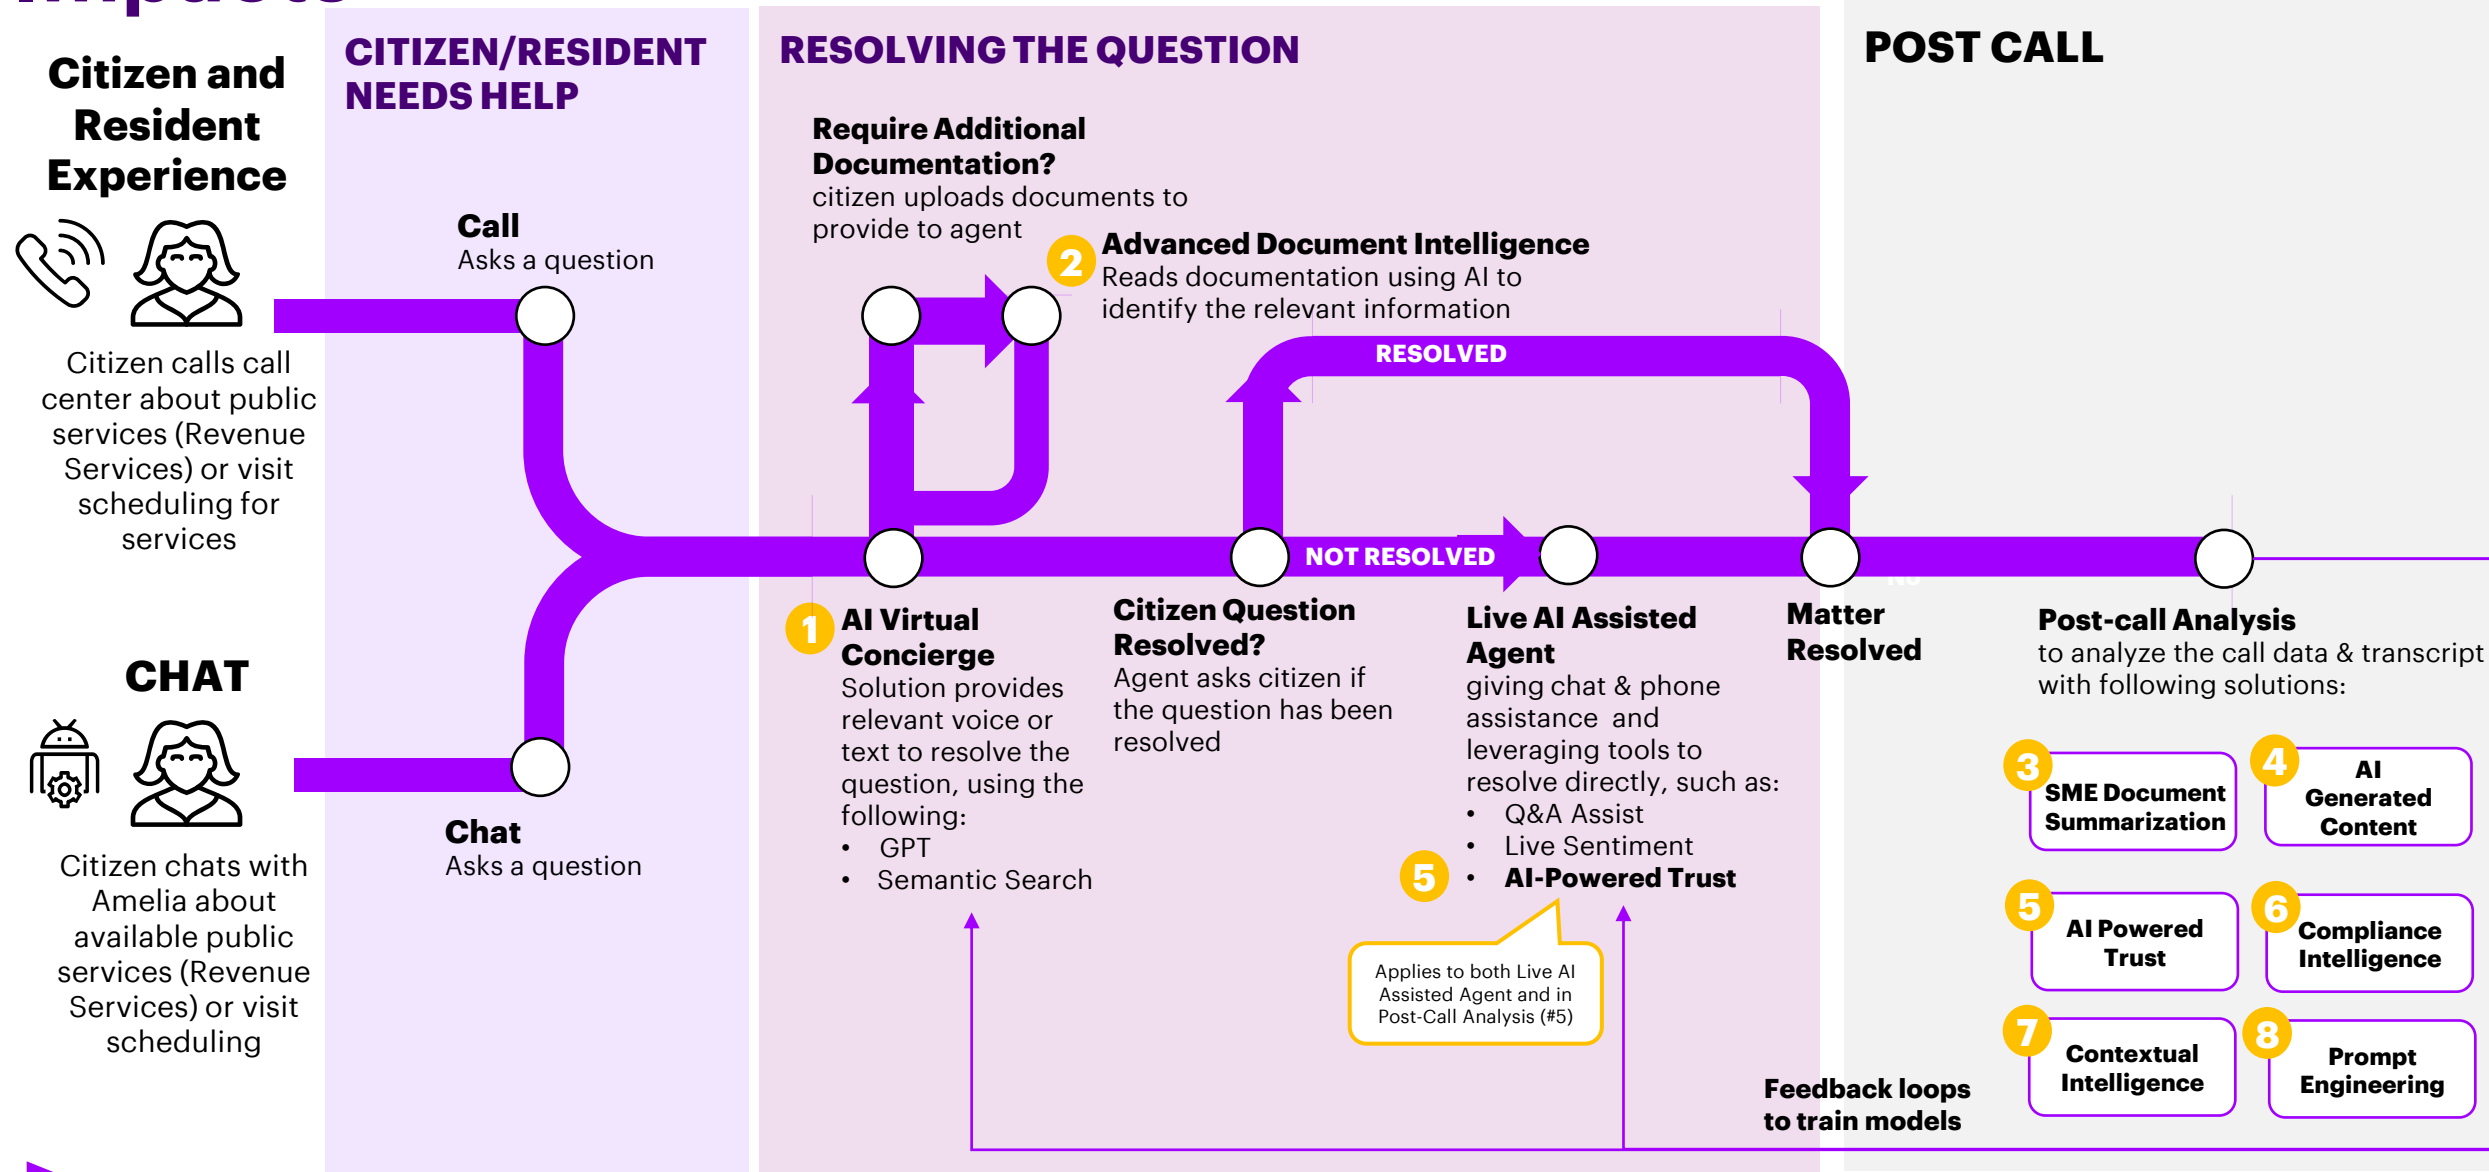 Impacts
Citizen and
Resident
Experience
Citizen calls call
center about public
services (Revenue
Services) or visit
scheduling for
services
CHAT
Citizen chats with
Amelia about
available public
services (Revenue
Services) or visit
scheduling
CITIZEN/RESIDENT
NEEDS HELP
Call
Asks a question
Chat
Asks a question
RESOLVING THE QUESTION
Require Additional
Documentation?
citizen uploads documents to
provide to agent
2
Advanced Document Intelligence
Reads documentation using AI to
identify the relevant information
RESOLVED
NOT RESOLVED
No
1
AI Virtual
Concierge
Solution provides
relevant voice or
text to resolve the
question, using the
following:
• GPT
• Semantic Search
Citizen Question
Resolved?
Agent asks citizen if
the question has been
resolved
Live AI Assisted
Agent
giving chat & phone
assistance and
leveraging tools to
resolve directly, such as:
• Q&A Assist
• Live Sentiment
5
• AI-Powered Trust
Applies to both Live AI
Assisted Agent and in
Post-Call Analysis (#5)
Matter
Resolved
POST CALL
Post-call Analysis
to analyze the call data & transcript
with following solutions:
3
SME Document
Summarization
4
AI
Generated
Content
5
AI Powered
Trust
6
Compliance
Intelligence
7
Contextual
Intelligence
8
Prompt
Engineering
Feedback loops
to train models